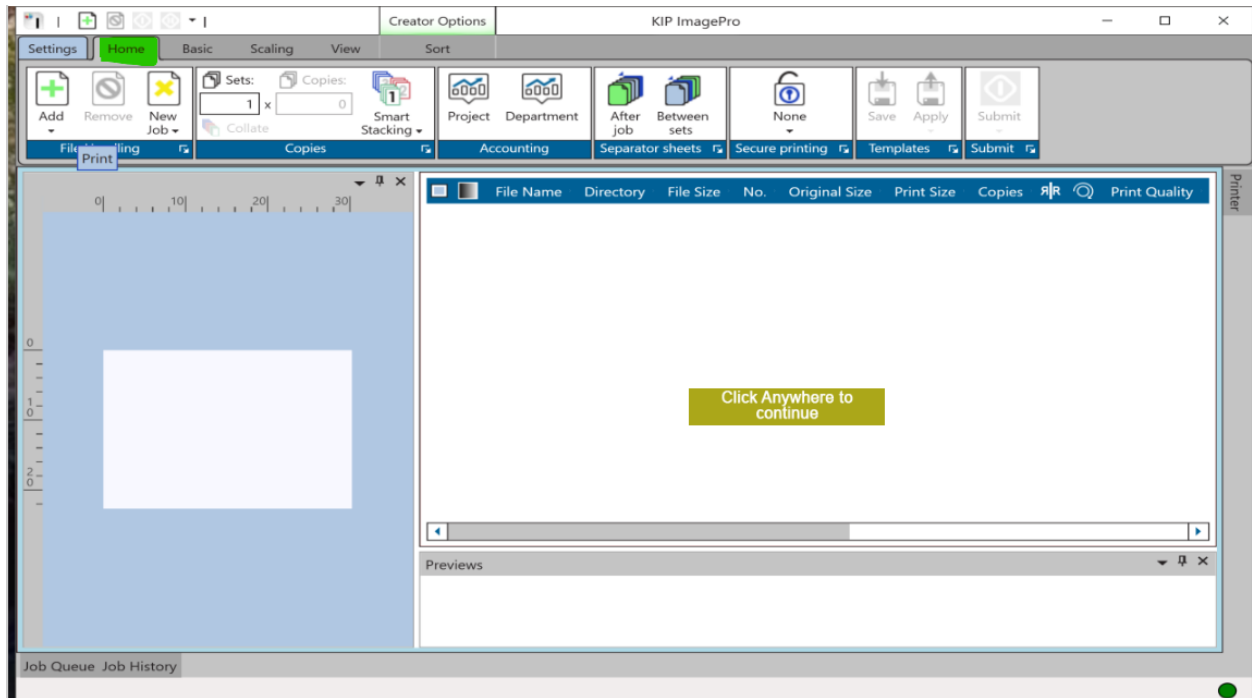 Creator Options KIP ImagePro
Settings Home Basic Scaling View Sort
Sets: Copies:
1 x 0
Collate
Add Remove New Job
Smart Stacking
Project Department
After job Between sets
None
Save Apply
Submit
File Handling Copies Accounting Separator sheets Secure printing Templates Submit
Print
File Name Directory File Size No. Original Size Print Size Copies R|R Print Quality
Printer
0 10 20 30
0
10
20
Click Anywhere to
continue
Previews
Job Queue Job History